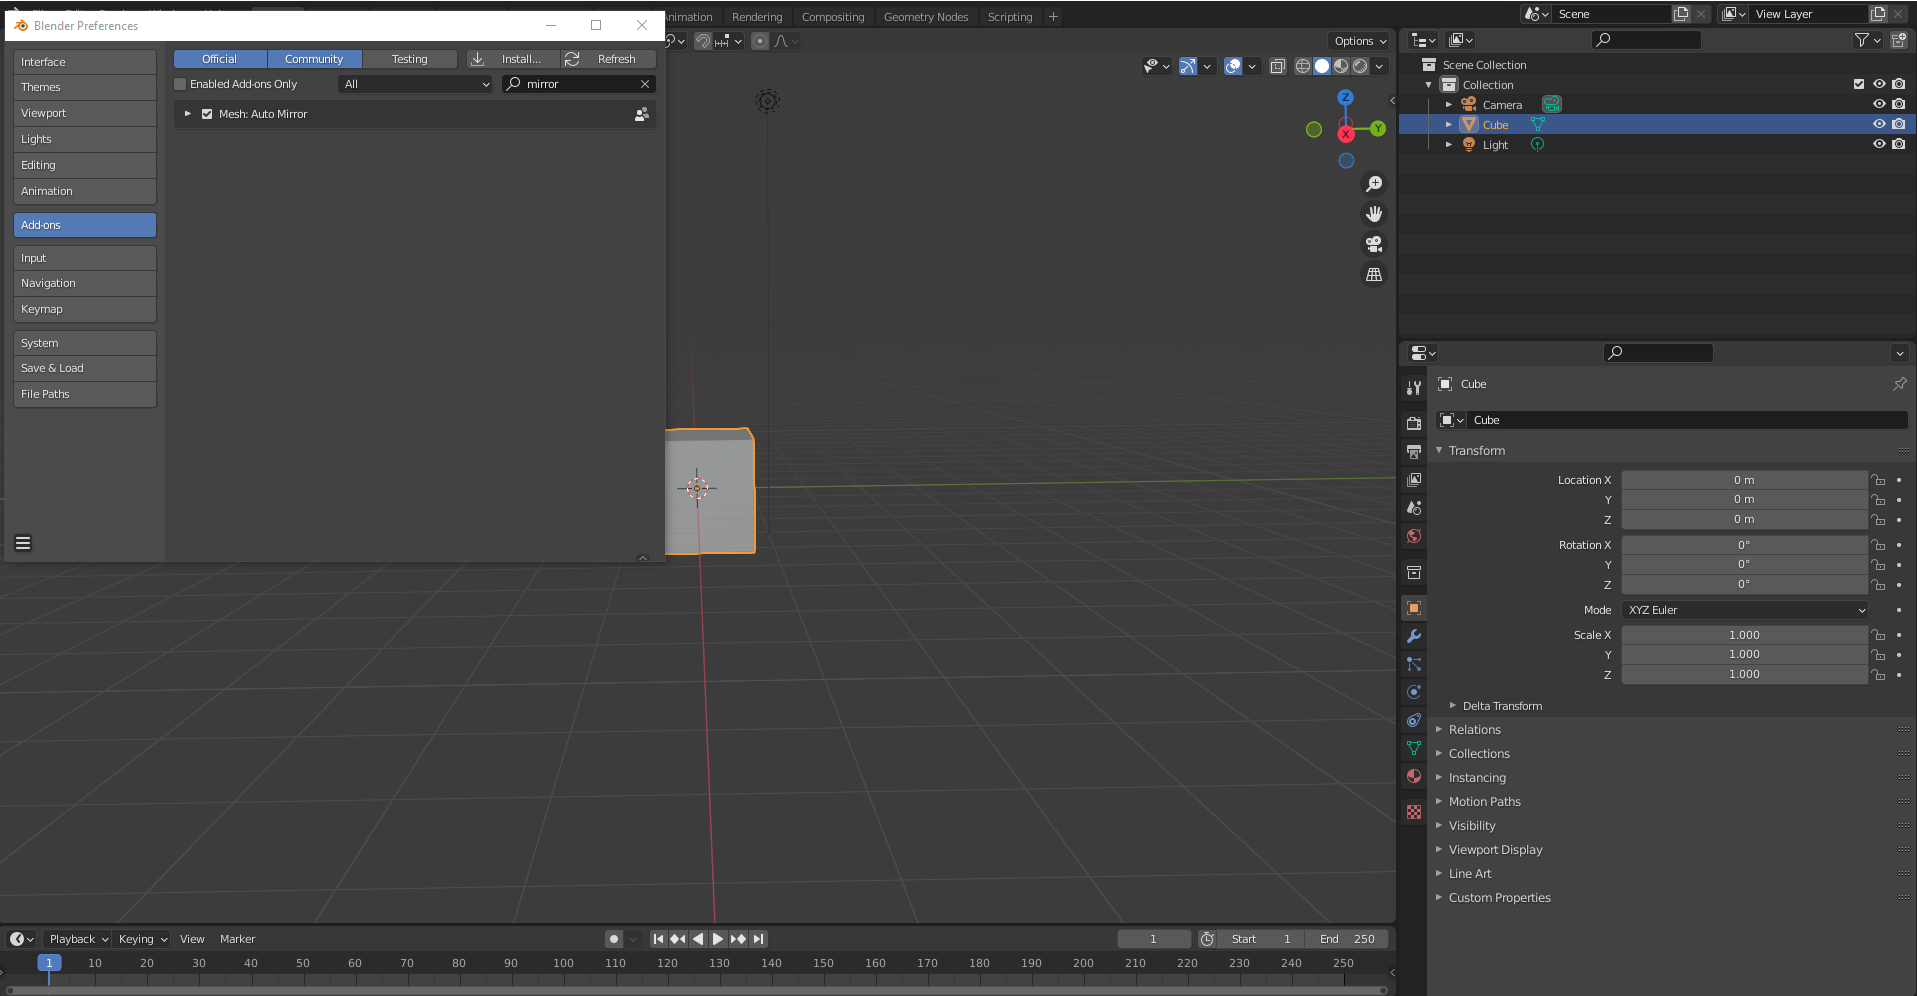 Blender Preferences
Animation
Rendering
Compositing
Geometry Nodes
Scripting
Scene
View Layer
Official
Community
Testing
Install...
Refresh
Enabled Add-ons Only
All
mirror
Mesh: Auto Mirror
Interface
Themes
Viewport
Lights
Editing
Animation
Add-ons
Input
Navigation
Keymap
System
Save & Load
File Paths
Options
Z
Y
X
Scene Collection
Collection
Camera
Cube
Light
Cube
Cube
Transform
Location X 0 m
Y 0 m
Z 0 m
Rotation X 0°
Y 0°
Z 0°
Mode XYZ Euler
Scale X 1.000
Y 1.000
Z 1.000
Delta Transform
Relations
Collections
Instancing
Motion Paths
Visibility
Viewport Display
Line Art
Custom Properties
Playback
Keying
View
Marker
1
Start 1
End 250
1 10 20 30 40 50 60 70 80 90 100 110 120 130 140 150 160 170 180 190 200 210 220 230 240 250